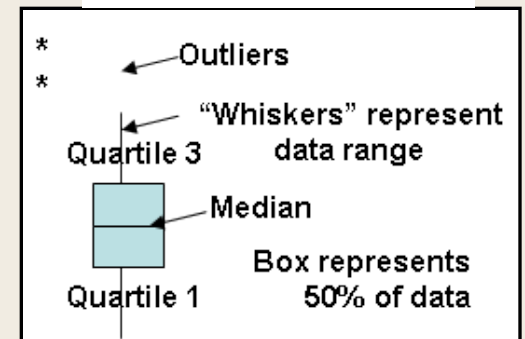 *
*
Outliers
“Whiskers” represent
data range
Quartile 3
Median
Box represents
50% of data
Quartile 1